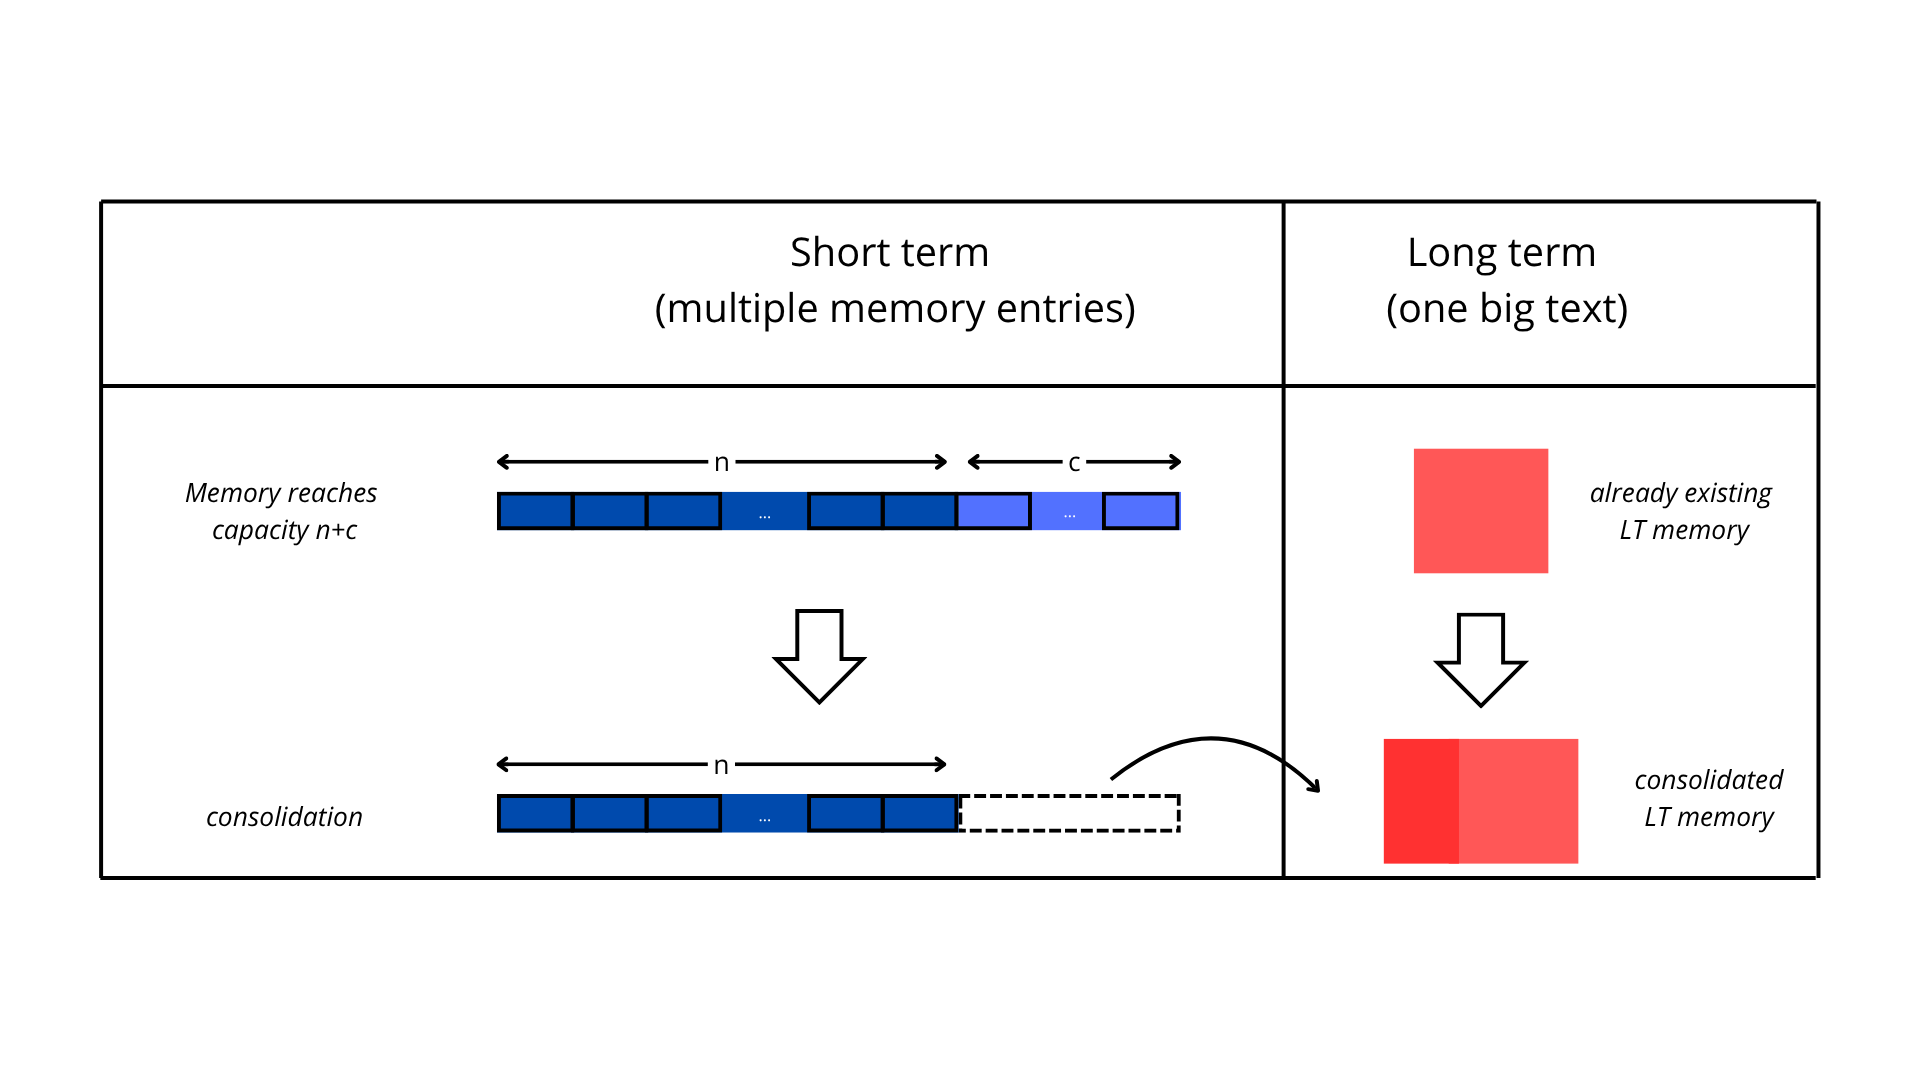 Short term
(multiple memory entries)
Long term
(one big text)
n
c
Memory reaches
capacity n+c
...
...
already existing
LT memory
n
consolidation
...
consolidated
LT memory